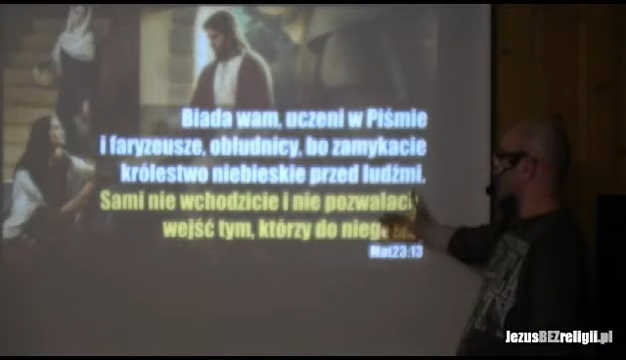 Biada wam, uczeni w Piśmie
i faryzeusze, obłudnicy, bo zamykacie
królestwo niebieskie przed ludźmi.
Sami nie wchodzicie i nie
wejść tym, którzy do
Mat23:13
JezusBEZreligii.pl